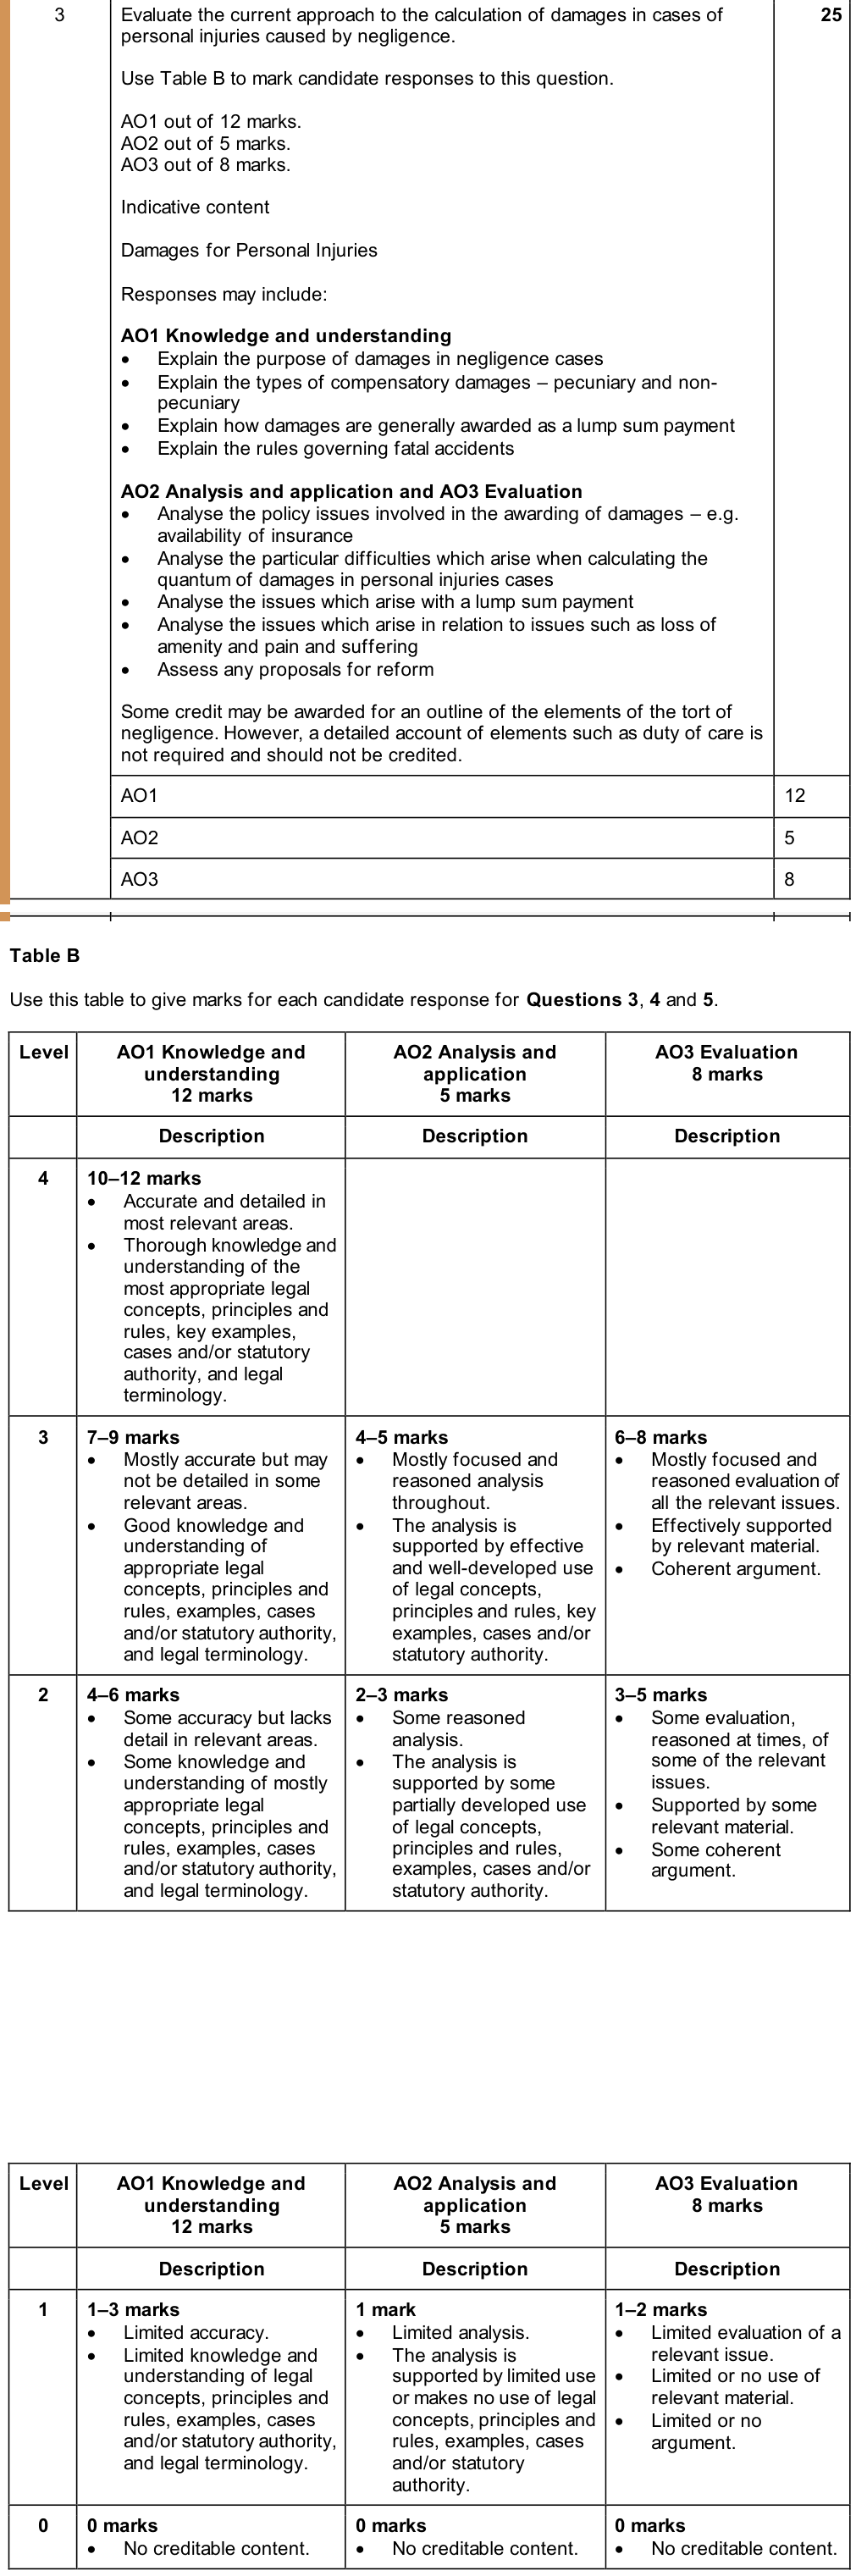 3
Evaluate the current approach to the calculation of damages in cases of
personal injuries caused by negligence.
25
Use Table B to mark candidate responses to this question.
AO1 out of 12 marks.
AO2 out of 5 marks.
AO3 out of 8 marks.
Indicative content
Damages for Personal Injuries
Responses may include:
AO1 Knowledge and understanding
• Explain the purpose of damages in negligence cases
• Explain the types of compensatory damages – pecuniary and non-
pecuniary
• Explain how damages are generally awarded as a lump sum payment
• Explain the rules governing fatal accidents
AO2 Analysis and application and AO3 Evaluation
• Analyse the policy issues involved in the awarding of damages – e.g.
availability of insurance
• Analyse the particular difficulties which arise when calculating the
quantum of damages in personal injuries cases
• Analyse the issues which arise with a lump sum payment
• Analyse the issues which arise in relation to issues such as loss of
amenity and pain and suffering
• Assess any proposals for reform
Some credit may be awarded for an outline of the elements of the tort of
negligence. However, a detailed account of elements such as duty of care is
not required and should not be credited.
AO1 12
AO2 5
AO3 8
Table B
Use this table to give marks for each candidate response for Questions 3, 4 and 5.
Level
AO1 Knowledge and
understanding
12 marks
AO2 Analysis and
application
5 marks
AO3 Evaluation
8 marks
Description
Description
Description
4
10–12 marks
• Accurate and detailed in
most relevant areas.
• Thorough knowledge and
understanding of the
most appropriate legal
concepts, principles and
rules, key examples,
cases and/or statutory
authority, and legal
terminology.
3
7–9 marks
• Mostly accurate but may
not be detailed in some
relevant areas.
• Good knowledge and
understanding of
appropriate legal
concepts, principles and
rules, examples, cases
and/or statutory authority,
and legal terminology.
4–5 marks
• Mostly focused and
reasoned analysis
throughout.
• The analysis is
supported by effective
and well-developed use
of legal concepts,
principles and rules, key
examples, cases and/or
statutory authority.
6–8 marks
• Mostly focused and
reasoned evaluation of
all the relevant issues.
• Effectively supported
by relevant material.
• Coherent argument.
2
4–6 marks
• Some accuracy but lacks
detail in relevant areas.
• Some knowledge and
understanding of mostly
appropriate legal
concepts, principles and
rules, examples, cases
and/or statutory authority,
and legal terminology.
2–3 marks
• Some reasoned
analysis.
• The analysis is
supported by some
partially developed use
of legal concepts,
principles and rules,
examples, cases and/or
statutory authority.
3–5 marks
• Some evaluation,
reasoned at times, of
some of the relevant
issues.
• Supported by some
relevant material.
• Some coherent
argument.
Level
AO1 Knowledge and
understanding
12 marks
AO2 Analysis and
application
5 marks
AO3 Evaluation
8 marks
Description
Description
Description
1
1–3 marks
• Limited accuracy.
• Limited knowledge and
understanding of legal
concepts, principles and
rules, examples, cases
and/or statutory authority,
and legal terminology.
1 mark
• Limited analysis.
• The analysis is
supported by limited use
or makes no use of legal
concepts, principles and
rules, examples, cases
and/or statutory
authority.
1–2 marks
• Limited evaluation of a
relevant issue.
• Limited or no use of
relevant material.
• Limited or no
argument.
0
0 marks
• No creditable content.
0 marks
• No creditable content.
0 marks
• No creditable content.